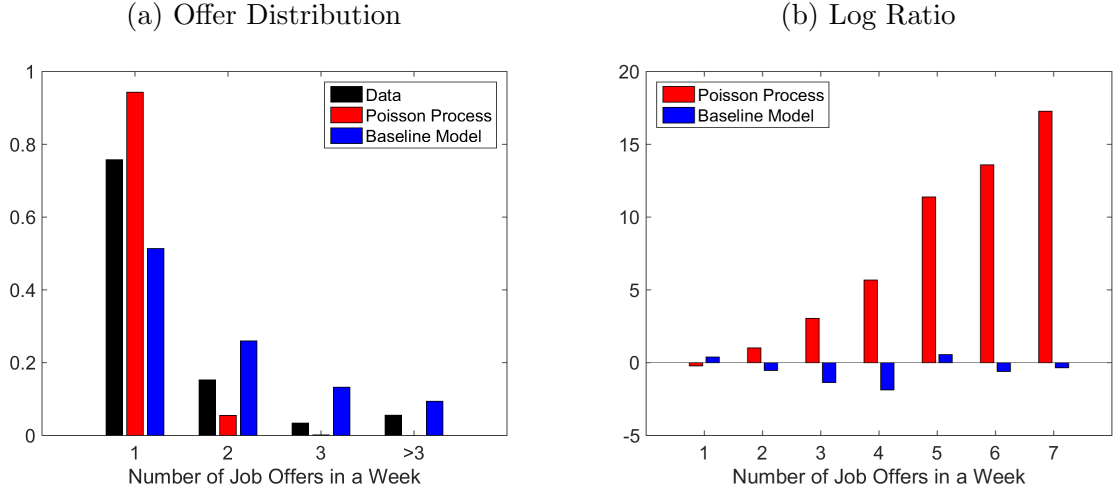 (a) Offer Distribution
1
0.8
0.6
0.4
0.2
0
Data
Poisson Process
Baseline Model
1 2 3 >3
Number of Job Offers in a Week
(b) Log Ratio
20
15
10
5
0
-5
Poisson Process
Baseline Model
1 2 3 4 5 6 7
Number of Job Offers in a Week